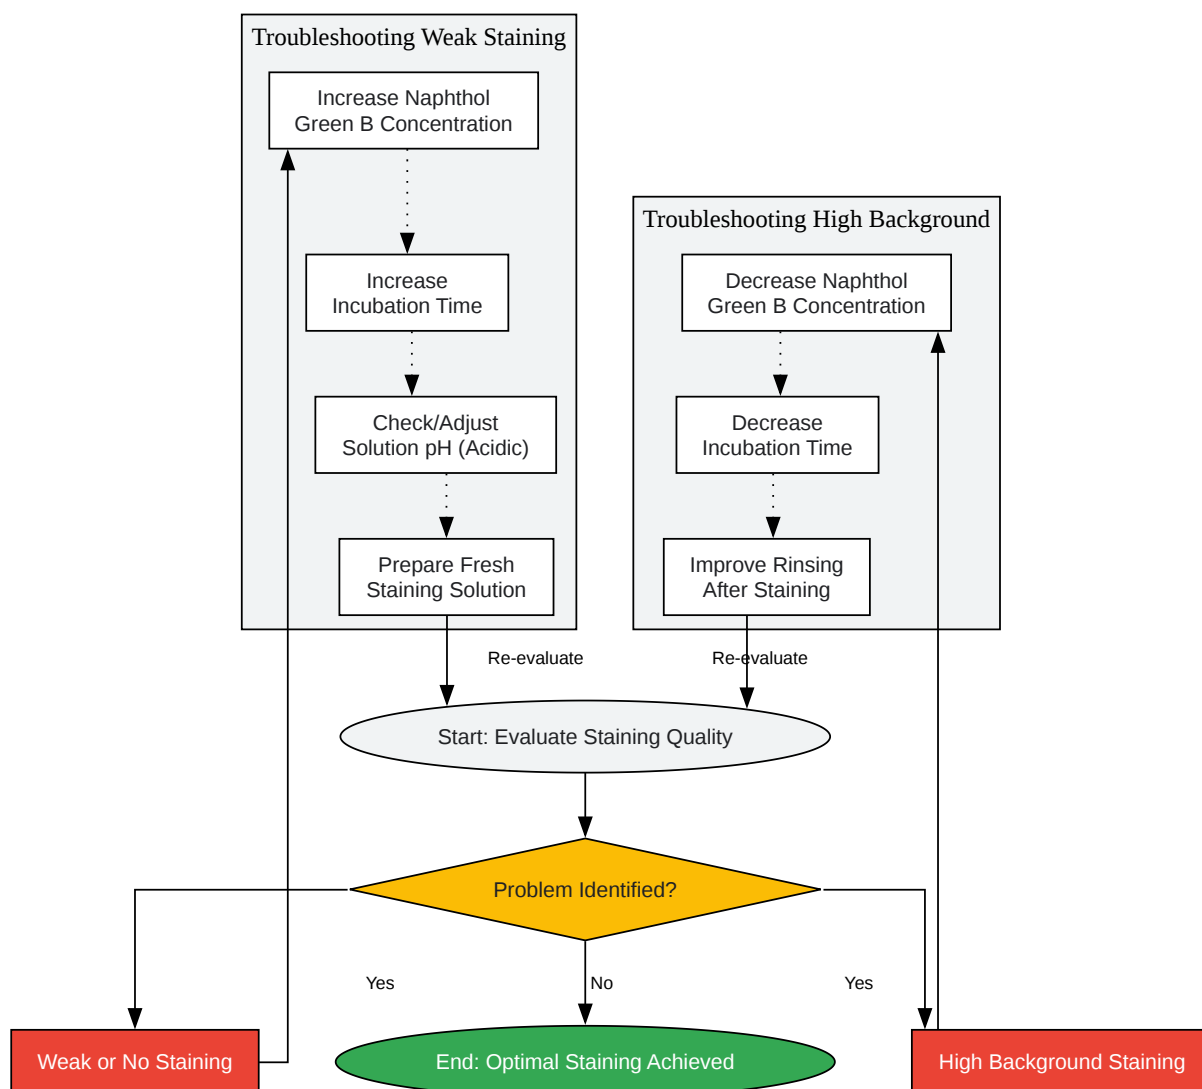 Troubleshooting Weak Staining
Increase Naphthol
Green B Concentration
Increase
Incubation Time
Check/Adjust
Solution pH (Acidic)
Prepare Fresh
Staining Solution
Troubleshooting High Background
Decrease Naphthol
Green B Concentration
Decrease
Incubation Time
Improve Rinsing
After Staining
Re-evaluate
Re-evaluate
Start: Evaluate Staining Quality
Problem Identified?
Yes
No
Yes
Weak or No Staining
End: Optimal Staining Achieved
High Background Staining